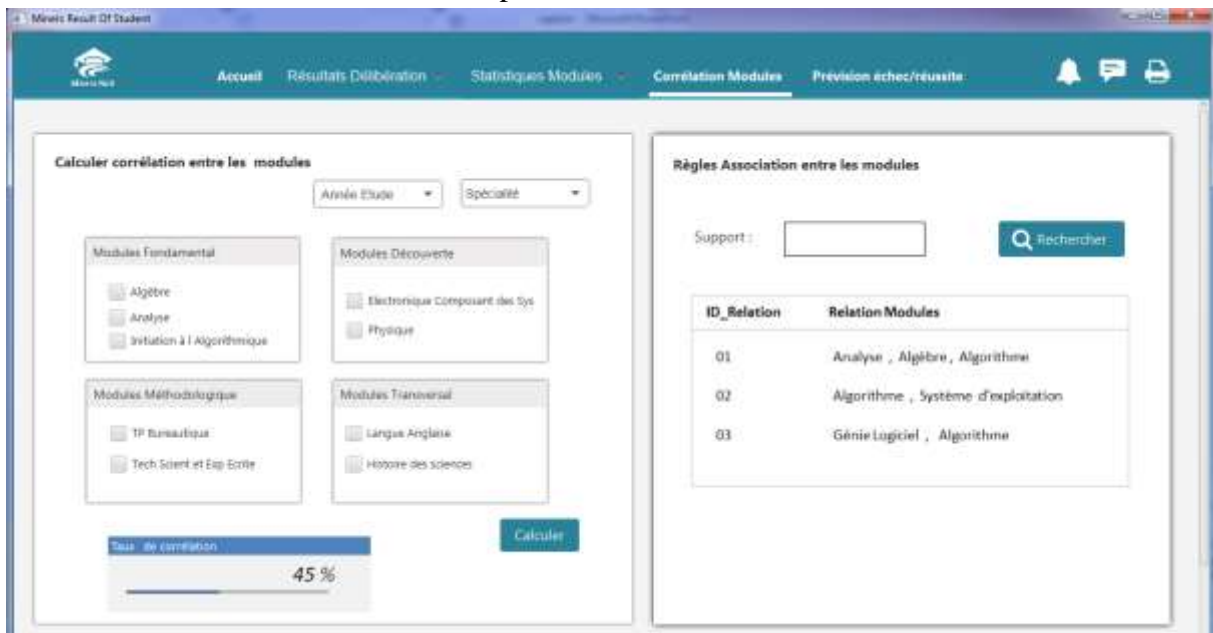 Mineis Result Of Student
Accueil Résultats Délibération Statistiques Modules Corrélation Modules Prévision échec/réussite
Calculer corrélation entre les modules
Année Etude Spécialité
Modules Fondamental
Algèbre
Analyse
Initiation à l Algorithmique
Modules Découverte
Electronique Composant des Sys
Physique
Modules Méthodologique
TP Bureautique
Tech Scient et Exp Ecrite
Modules Transversal
Langue Anglaise
Histoire des sciences
Calculer
Taux de corrélation
45 %
Règles Association entre les modules
Support :
Rechercher
ID_Relation Relation Modules
01 Analyse , Algèbre , Algorithme
02 Algorithme , Système d'exploitation
03 Génie Logiciel , Algorithme